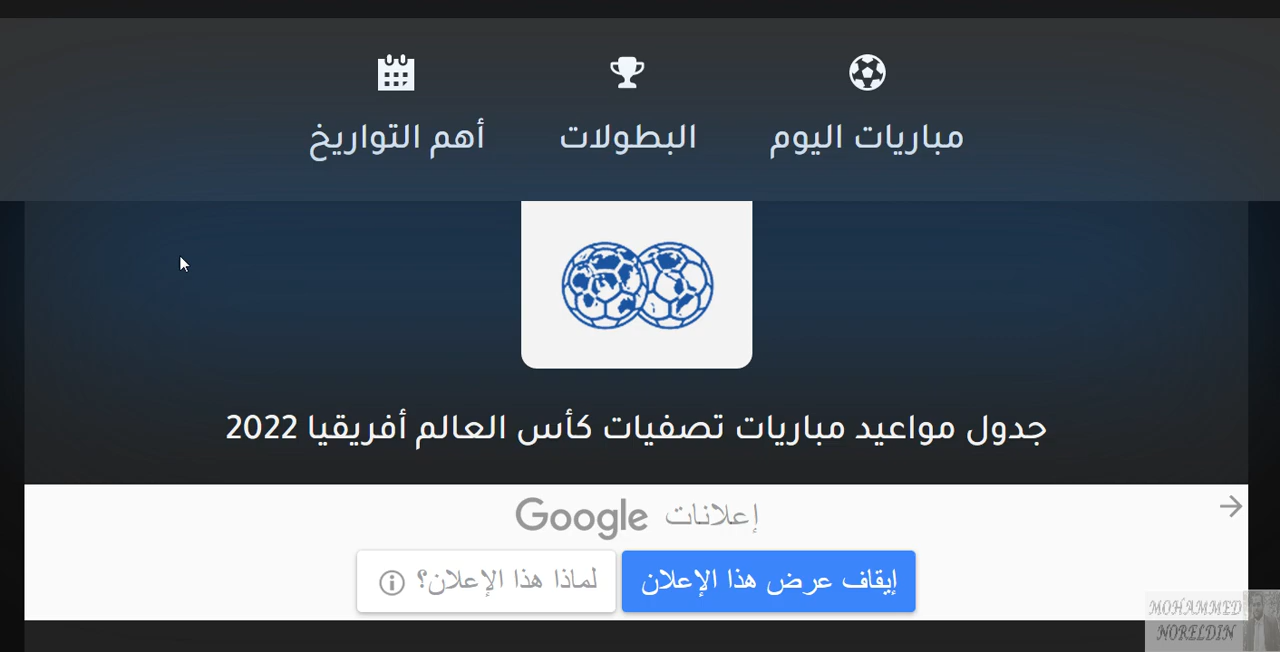 مباريات اليوم
البطولات
أهم التواريخ
جدول مواعيد مباريات تصفيات كأس العالم أفريقيا 2022
إعلانات Google
إيقاف عرض هذا الإعلان
لماذا هذا الإعلان؟
MOHAMMED
NORELDIN